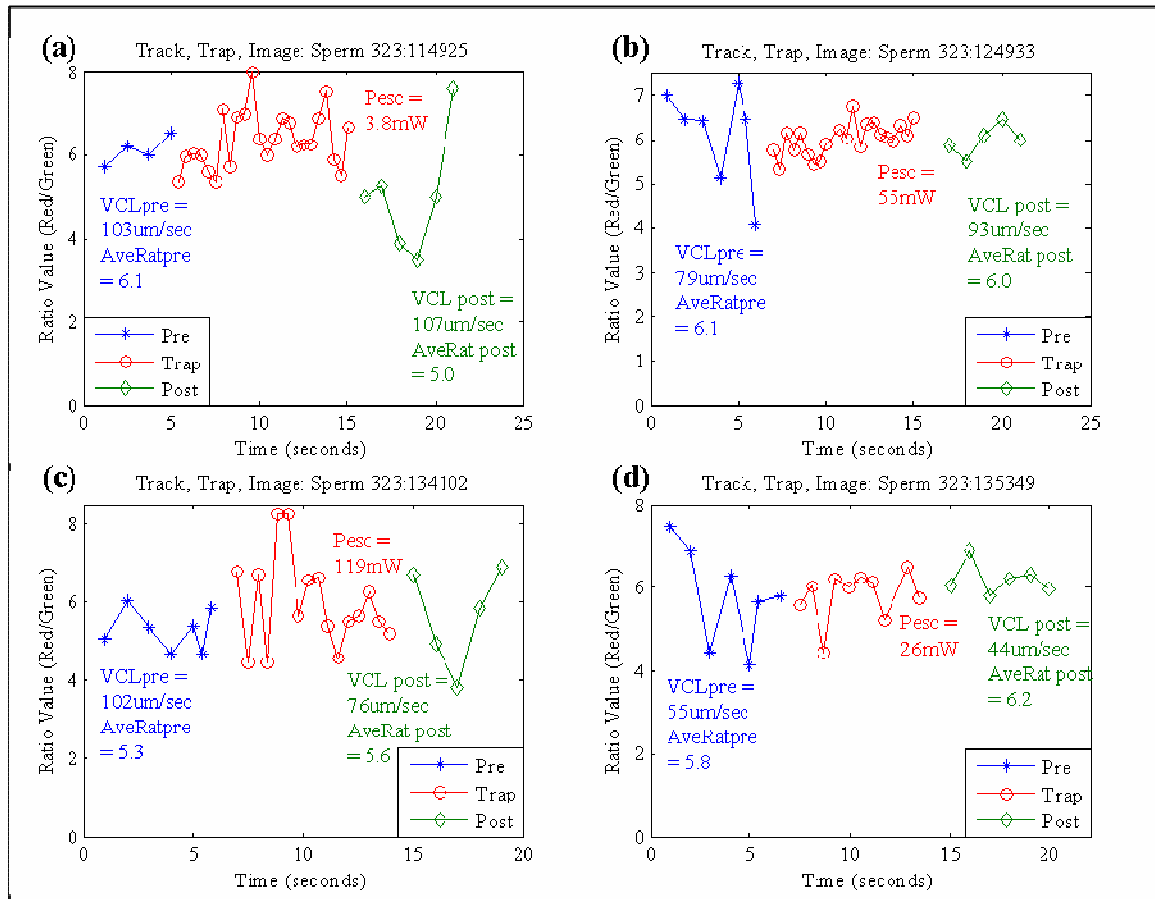 (a)
Track, Trap, Image: Sperm 323:114925
Ratio Value (Red/Green)
8
6
4
2
0
Pesc =
3.8mW
VCLpre =
103um/sec
AveRatpre
= 6.1
VCL post =
107um/sec
AveRat post
= 5.0
Pre
Trap
Post
0 5 10 15 20 25
Time (seconds)
(b)
Track, Trap, Image: Sperm 323:124933
Ratio Value (Red/Green)
7
6
5
4
3
2
1
0
Pesc =
55mW
VCL post =
93um/sec
AveRat post
= 6.0
VCLpre =
79um/sec
AveRatpre
= 6.1
Pre
Trap
Post
0 5 10 15 20 25
Time (seconds)
(c)
Track, Trap, Image: Sperm 323:134102
Ratio Value (Red/Green)
8
6
4
2
0
Pesc =
119mW
VCLpre =
102um/sec
AveRatpre
= 5.3
VCL post =
76um/sec
AveRat post
= 5.6
Pre
Trap
Post
0 5 10 15 20
Time (seconds)
(d)
Track, Trap, Image: Sperm 323:135349
Ratio Value (Red/Green)
8
6
4
2
0
Pesc =
26mW
VCL post =
44um/sec
AveRat post
= 6.2
VCLpre =
55um/sec
AveRatpre
= 5.8
Pre
Trap
Post
0 5 10 15 20
Time (seconds)